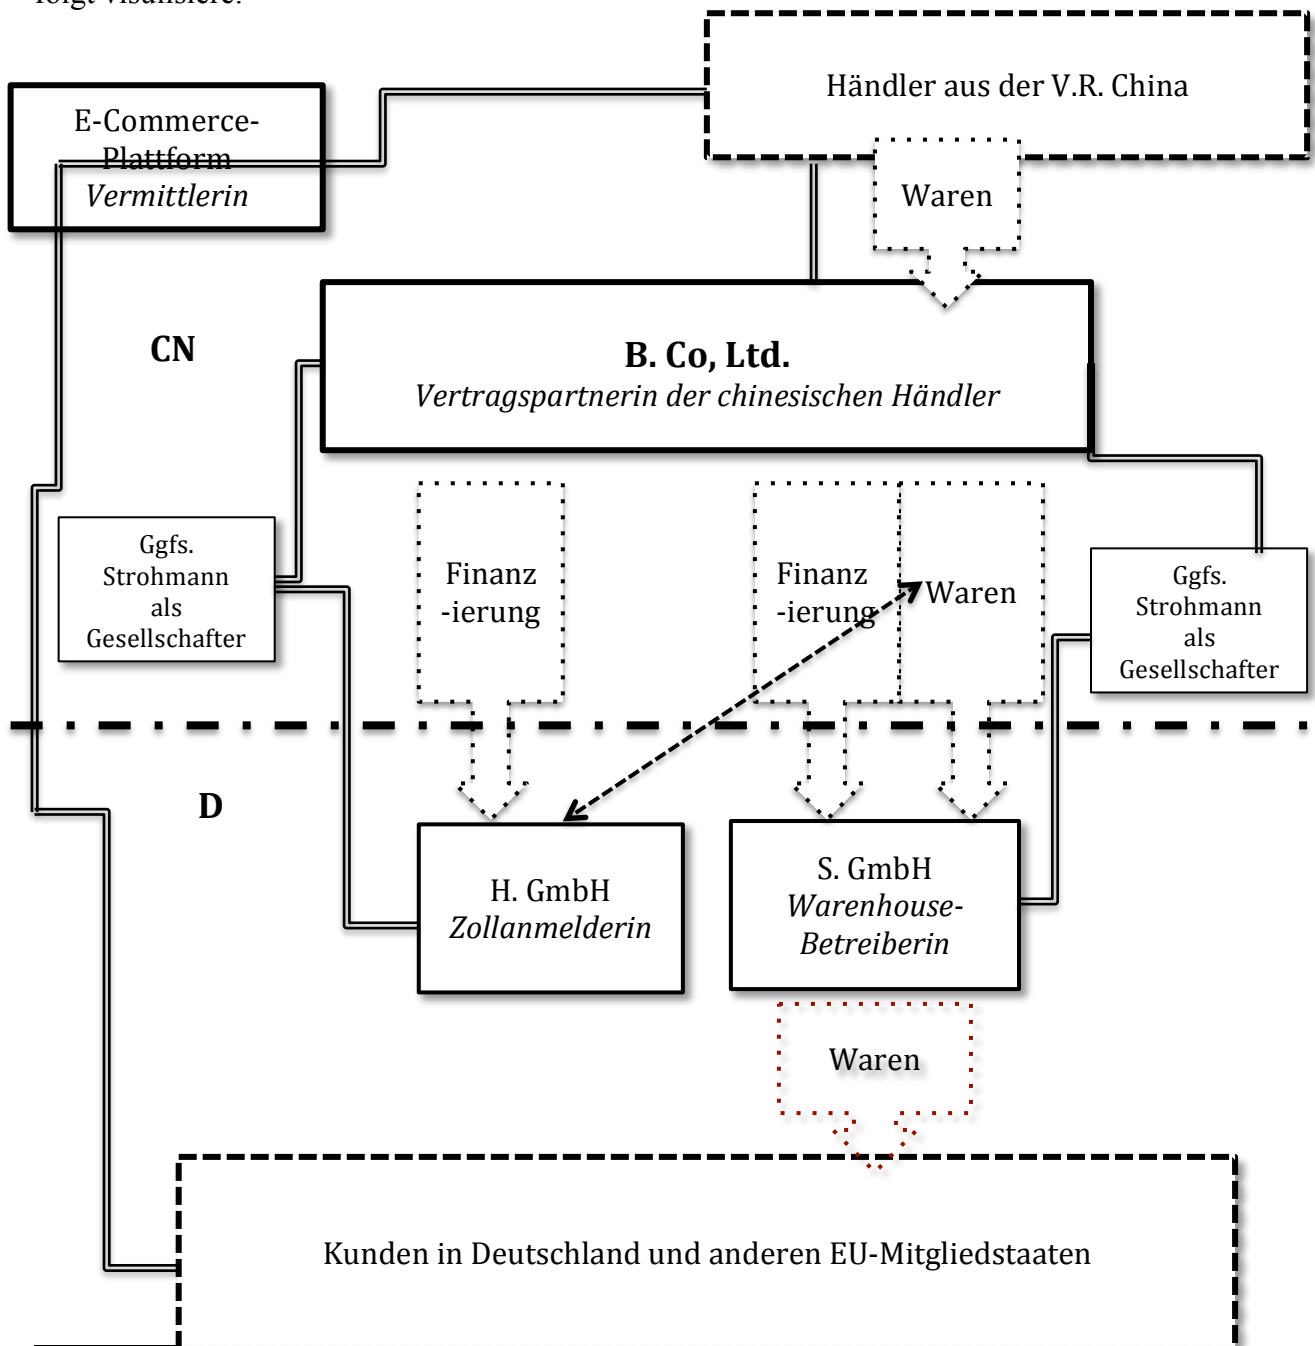 folgt visualisiere:
Händler aus der V.R. China
E-Commerce-
Plattform
Vermittlerin
Waren
CN
B. Co, Ltd.
Vertragspartnerin der chinesischen Händler
Ggfs.
Strohmann
als
Gesellschafter
Finanz
-ierung
Finanz
-ierung
Waren
Ggfs.
Strohmann
als
Gesellschafter
D
H. GmbH
Zollanmelderin
S. GmbH
Warenhouse-
Betreiberin
Waren
Kunden in Deutschland und anderen EU-Mitgliedstaaten